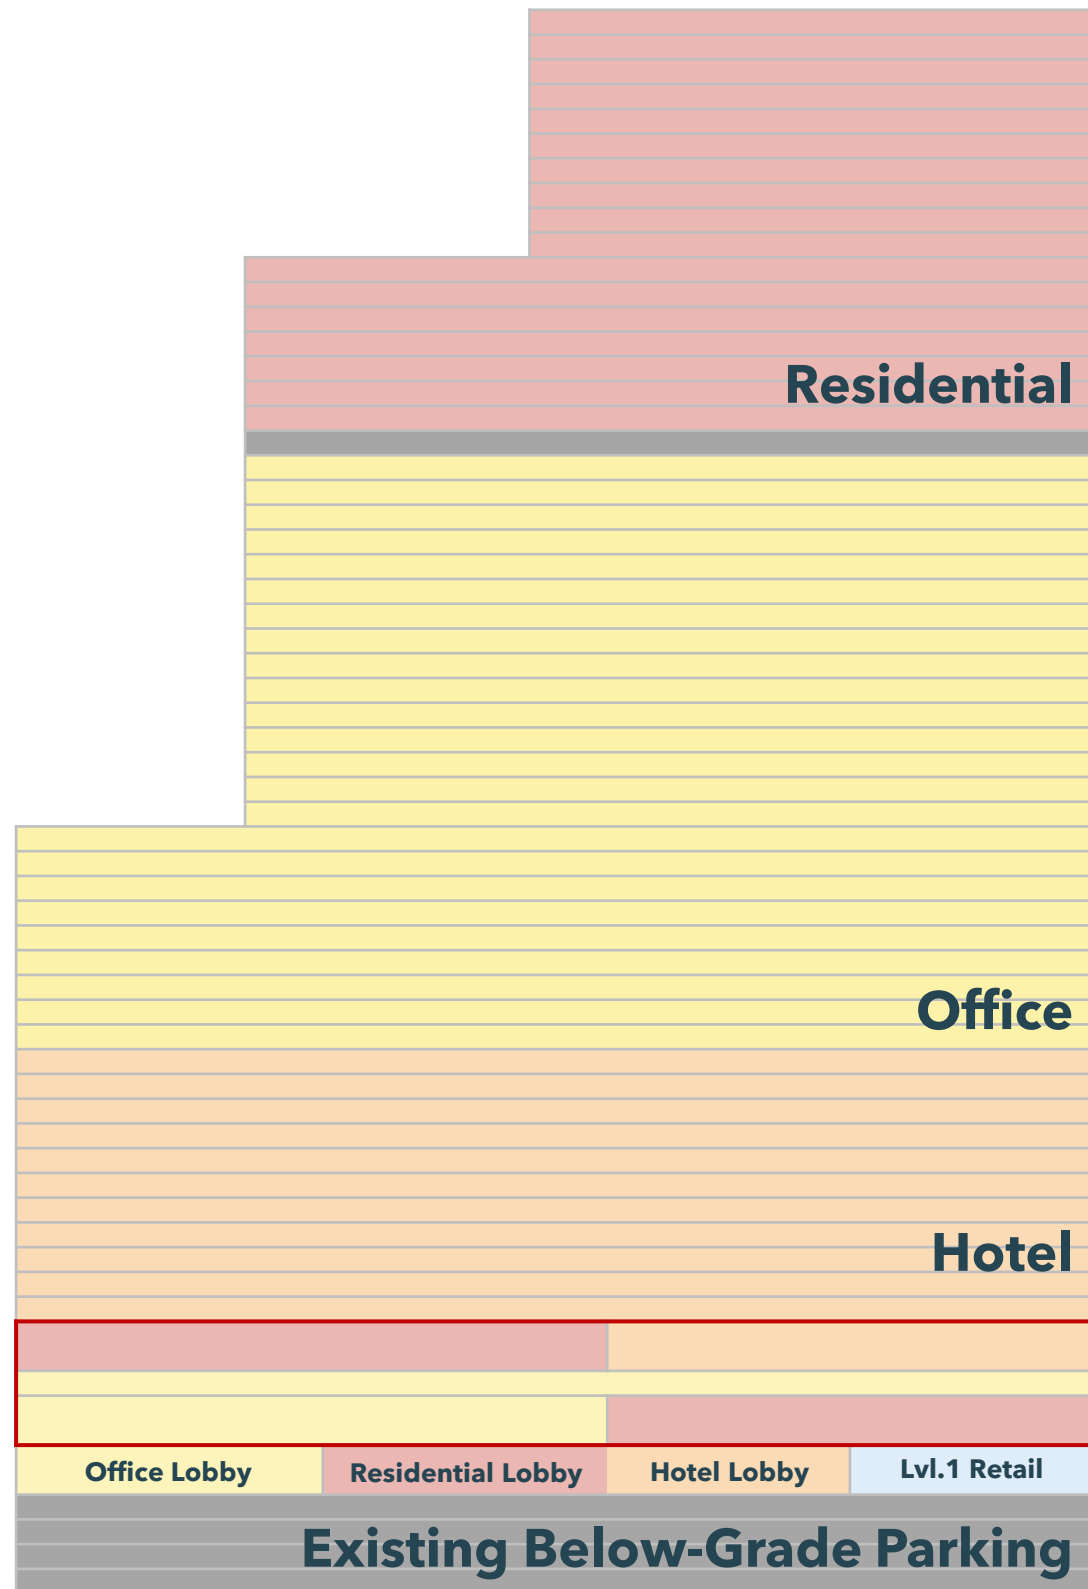 Residential
Office
Hotel
Office Lobby
Residential Lobby
Hotel Lobby
Lvl.1 Retail
Existing Below-Grade Parking